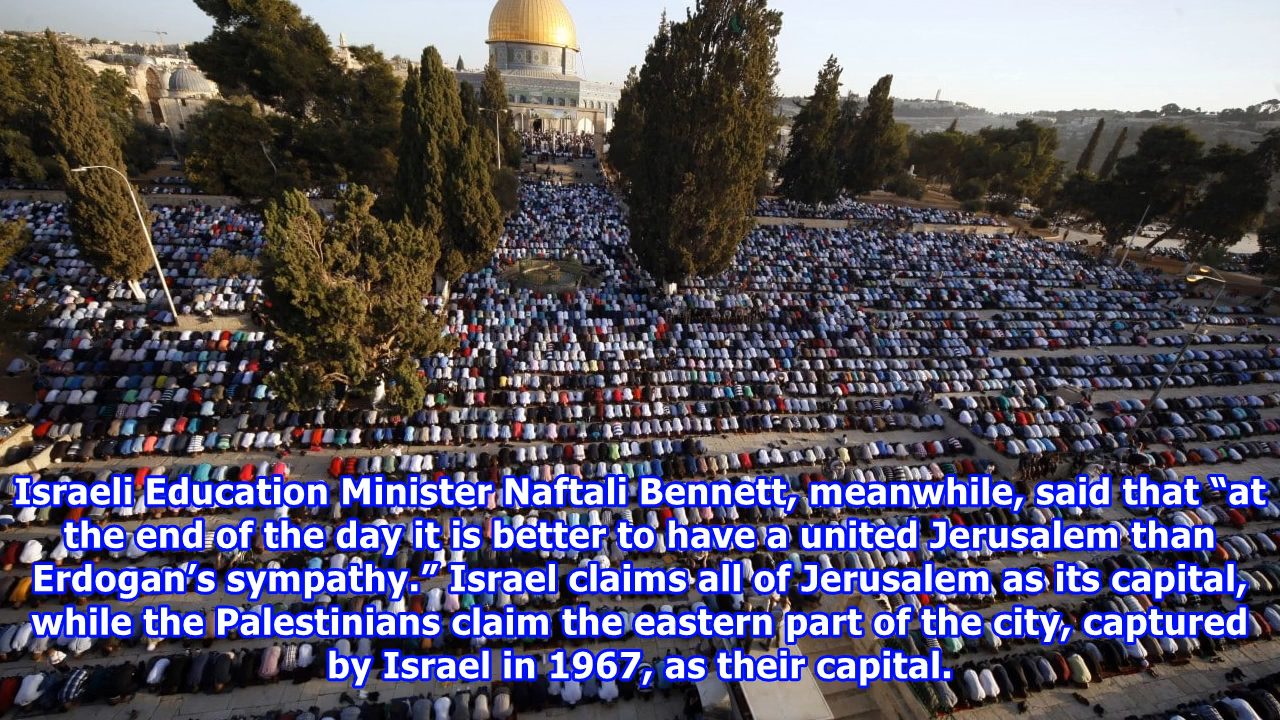 Israeli Education Minister Naftali Bennett, meanwhile, said that “at
the end of the day it is better to have a united Jerusalem than
Erdogan’s sympathy.” Israel claims all of Jerusalem as its capital,
while the Palestinians claim the eastern part of the city, captured
by Israel in 1967, as their capital.